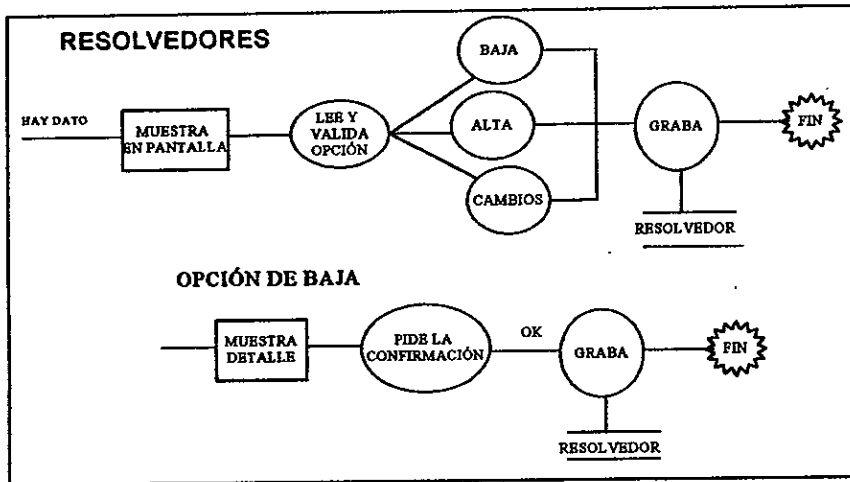 RESOLVEDORES
BAJA
HAY DATO
MUESTRA
EN PANTALLA
LEE Y
VALIDA
OPCIÓN
ALTA
GRABA
FIN
CAMBIOS
RESOLVEDOR
OPCIÓN DE BAJA
MUESTRA
DETALLE
PIDE LA
CONFIRMACIÓN
OK
GRABA
FIN
RESOLVEDOR